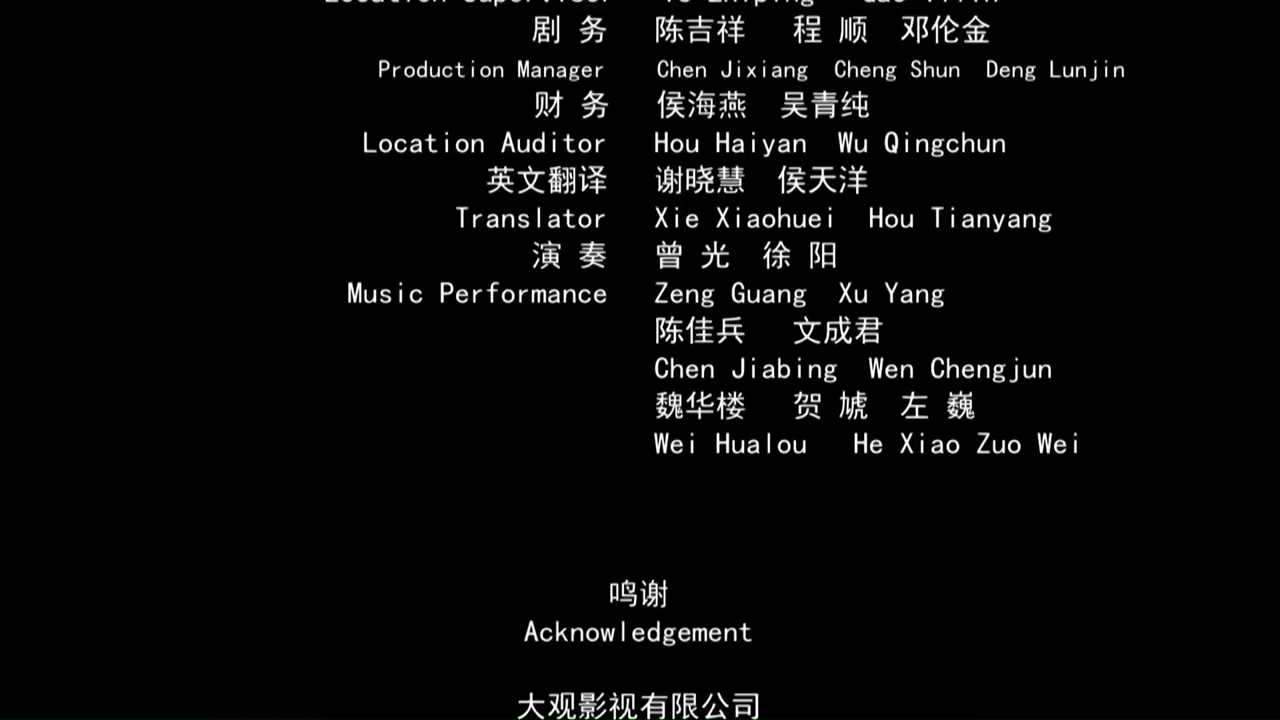 剧 务 陈吉祥 程 顺 邓伦金
Production Manager Chen Jixiang Cheng Shun Deng Lunjin
财 务 侯海燕 吴青纯
Location Auditor Hou Haiyan Wu Qingchun
英文翻译 谢晓慧 侯天洋
Translator Xie Xiaohuei Hou Tianyang
演 奏 曾 光 徐 阳
Music Performance Zeng Guang Xu Yang
陈佳兵 文成君
Chen Jiabing Wen Chengjun
魏华楼 贺 虓 左 巍
Wei Hualou He Xiao Zuo Wei
鸣谢
Acknowledgement
大观影视有限公司